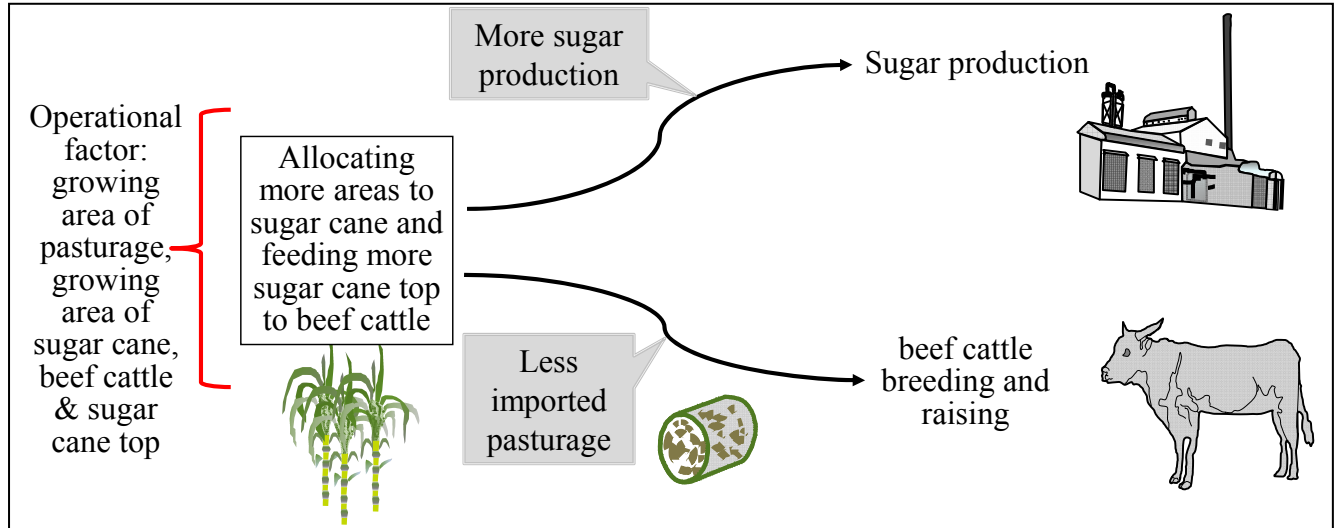 Operational
factor:
growing
area of
pasturage,
growing
area of
sugar cane,
beef cattle
& sugar
cane top
Allocating
more areas to
sugar cane and
feeding more
sugar cane top
to beef cattle
More sugar
production
Sugar production
Less
imported
pasturage
beef cattle
breeding and
raising